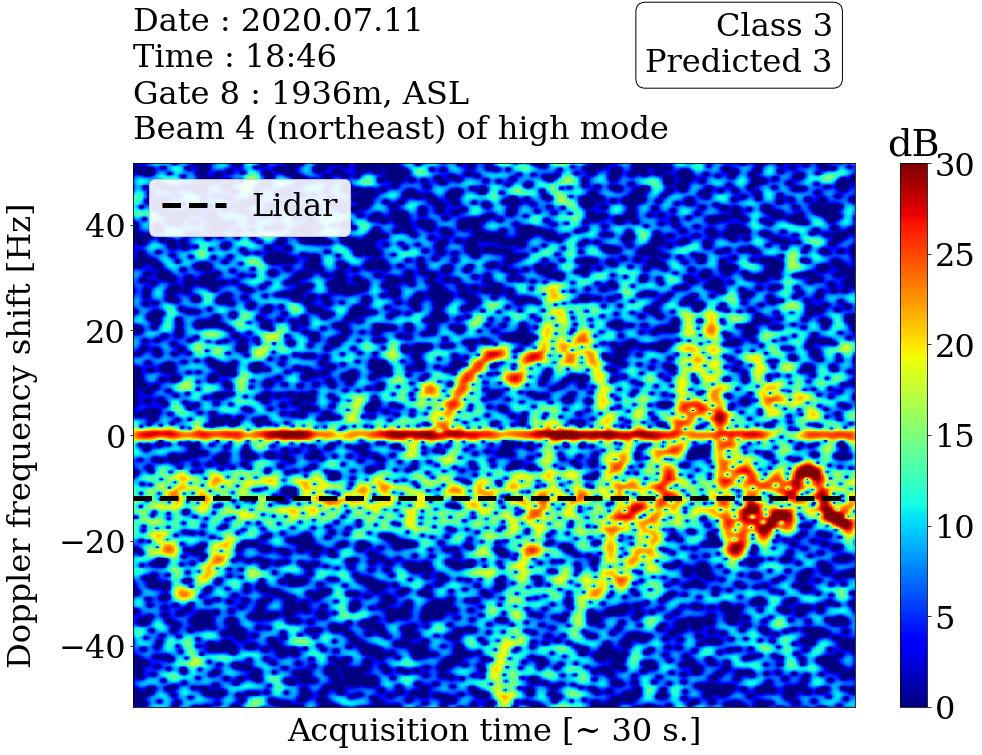 Date : 2020.07.11
Time : 18:46
Gate 8 : 1936m, ASL
Beam 4 (northeast) of high mode
Class 3
Predicted 3
dB
Lidar
Doppler frequency shift [Hz]
40
20
0
−20
−40
30
25
20
15
10
5
0
Acquisition time [~ 30 s.]